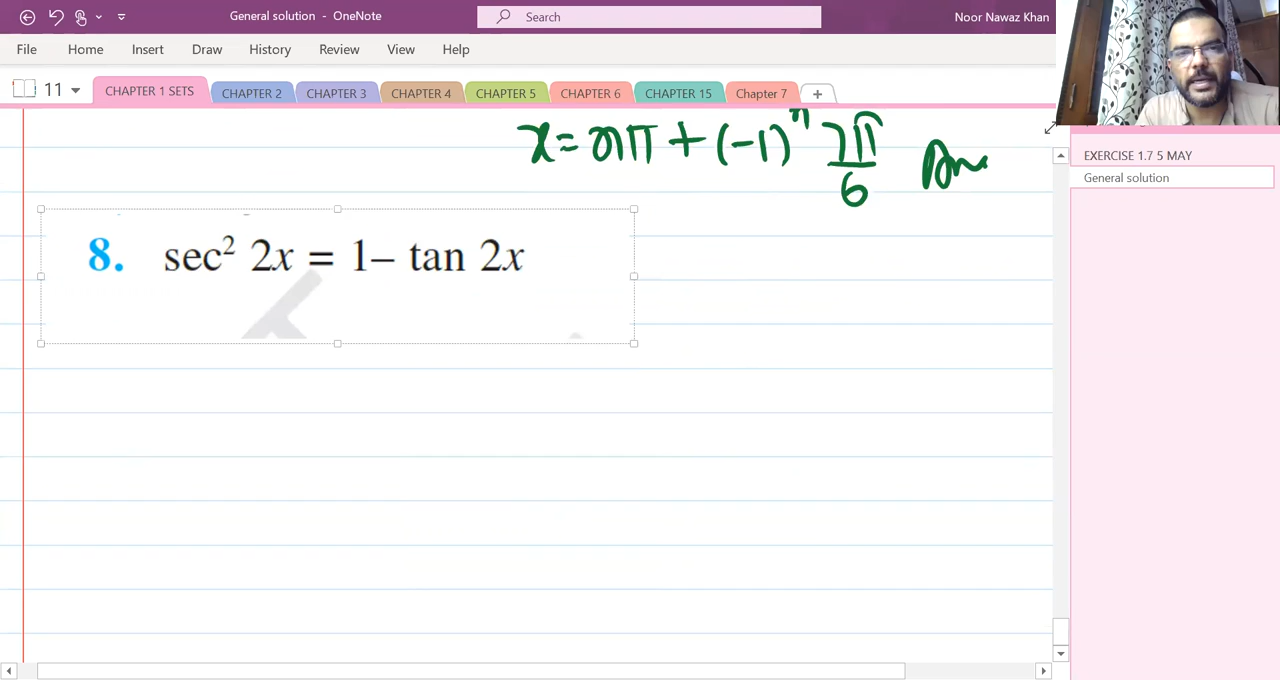 General solution - OneNote
Search
Noor Nawaz Khan
File Home Insert Draw History Review View Help
11
CHAPTER 1 SETS CHAPTER 2 CHAPTER 3 CHAPTER 4 CHAPTER 5 CHAPTER 6 CHAPTER 15 Chapter 7 +
x = nπ + (-1)ⁿ 7π/6 Ans
EXERCISE 1.7 5 MAY
General solution
8. sec² 2x = 1– tan 2x